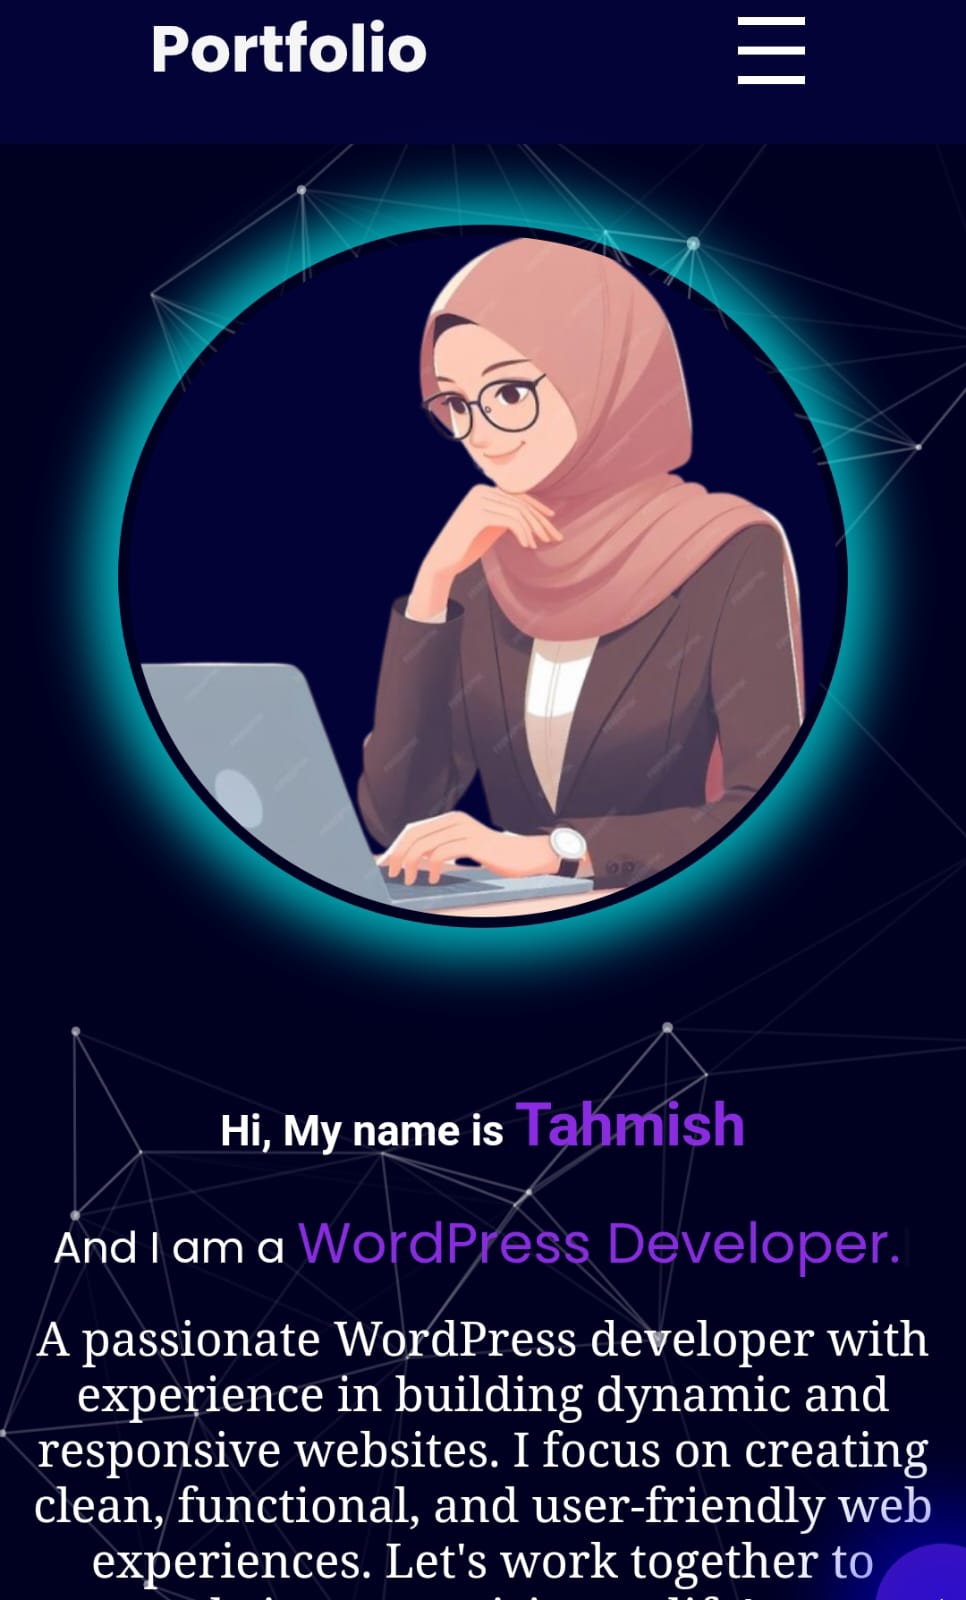 Portfolio
Hi, My name is Tahmish
And I am a WordPress Developer.
A passionate WordPress developer with
experience in building dynamic and
responsive websites. I focus on creating
clean, functional, and user-friendly web
experiences. Let's work together to